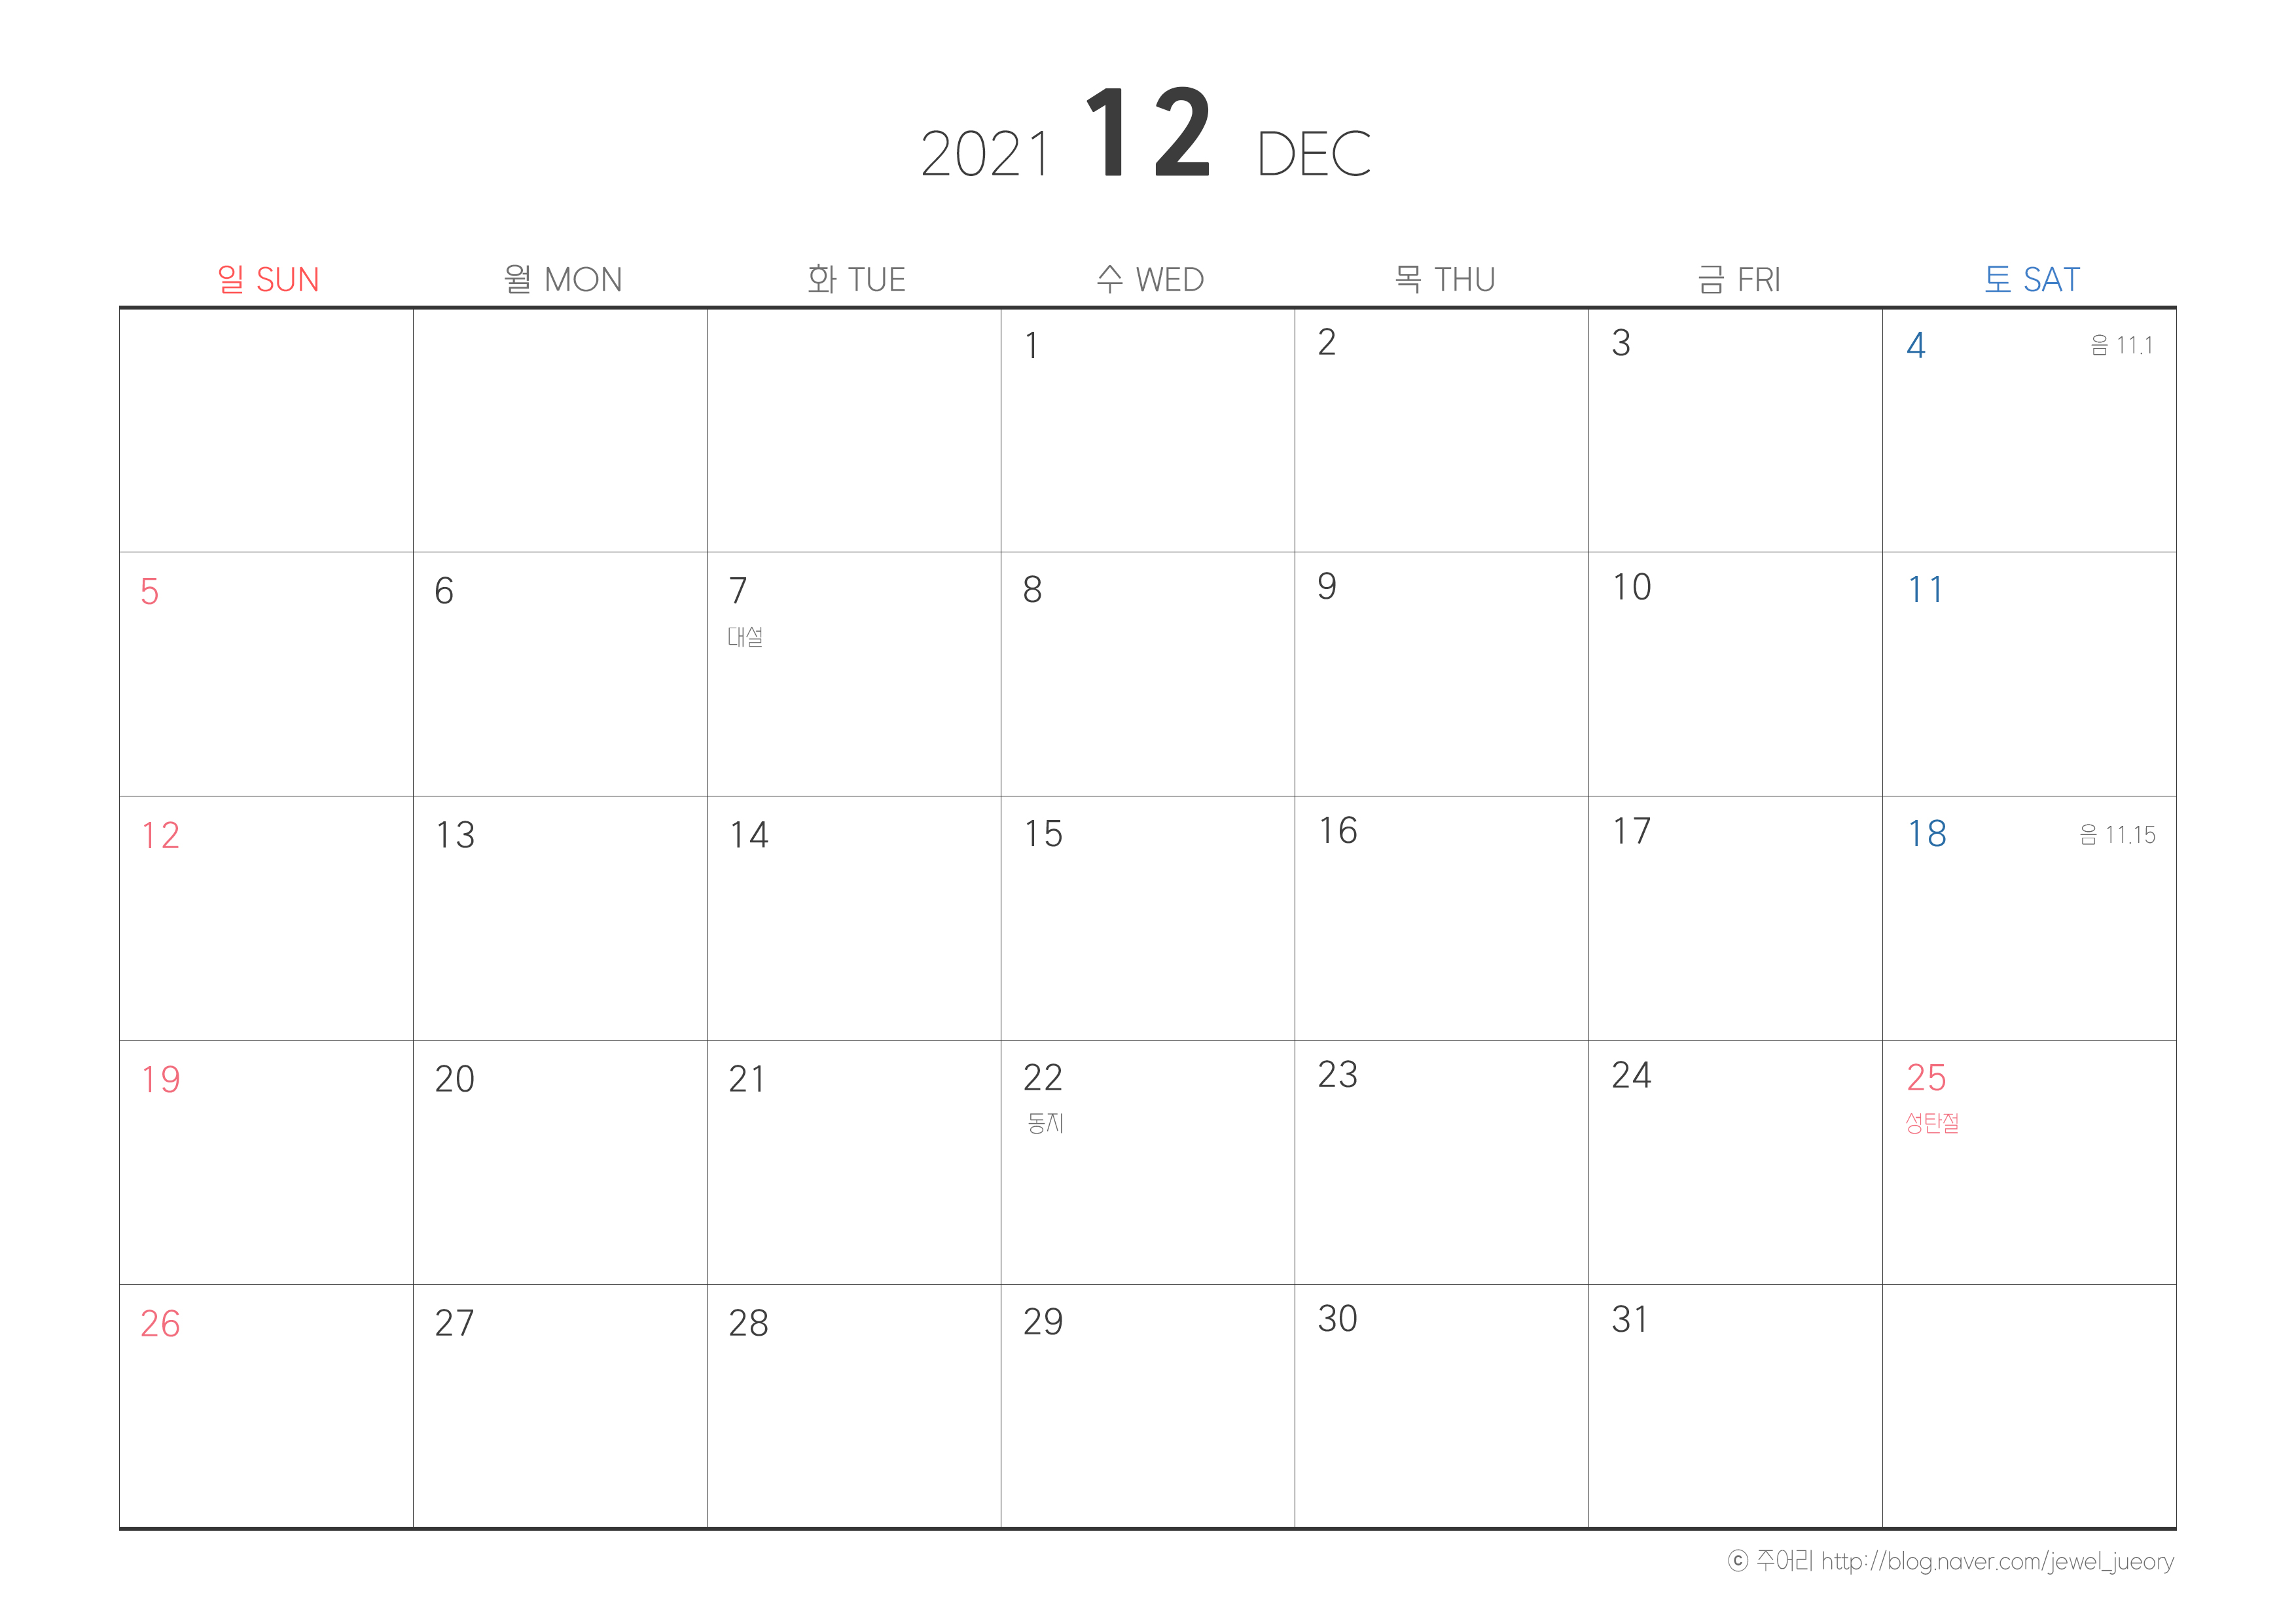 2021 12 DEC
일 SUN 월 MON 화 TUE 수 WED 목 THU 금 FRI 토 SAT
1 2 3 4 음 11.1
5 6 7 8 9 10 11
대설
12 13 14 15 16 17 18 음 11.15
19 20 21 22 23 24 25
동지 성탄절
26 27 28 29 30 31
ⓒ 주어리 http://blog.naver.com/jewel_jueory